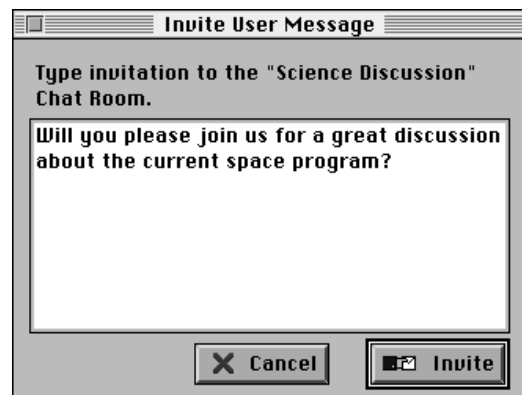 Invite User Message
Type invitation to the "Science Discussion"
Chat Room.
Will you please join us for a great discussion
about the current space program?
Cancel
Invite